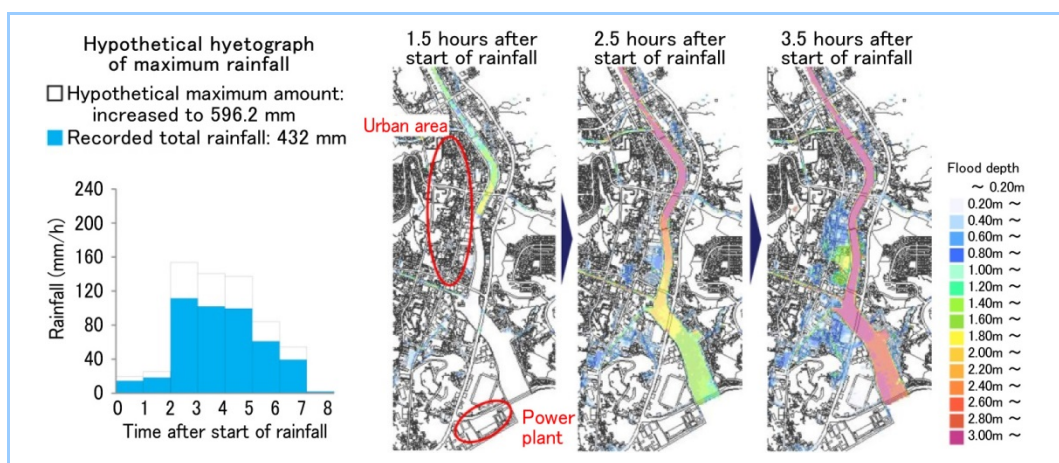 Hypothetical hyetograph
of maximum rainfall
Hypothetical maximum amount:
increased to 596.2 mm
Recorded total rainfall: 432 mm
Rainfall (mm/h)
240
200
160
120
80
40
0
0 1 2 3 4 5 6 7 8
Time after start of rainfall
1.5 hours after
start of rainfall
Urban area
Power
plant
2.5 hours after
start of rainfall
3.5 hours after
start of rainfall
Flood depth
~ 0.20m
0.20m ~
0.40m ~
0.60m ~
0.80m ~
1.00m ~
1.20m ~
1.40m ~
1.60m ~
1.80m ~
2.00m ~
2.20m ~
2.40m ~
2.60m ~
2.80m ~
3.00m ~